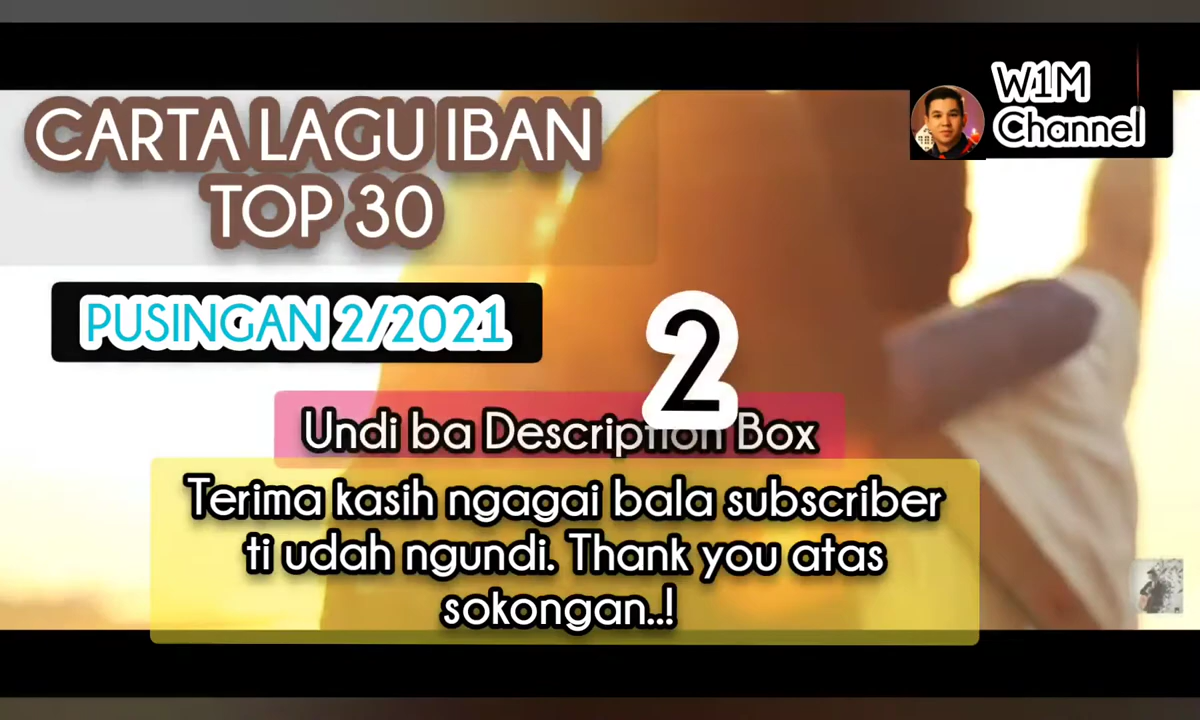 CARTA LAGU IBAN
TOP 30
W1M
Channel
PUSINGAN 2/2021
2
Undi ba Description Box
Terima kasih ngagai bala subscriber
ti udah ngundi. Thank you atas
sokongan..!